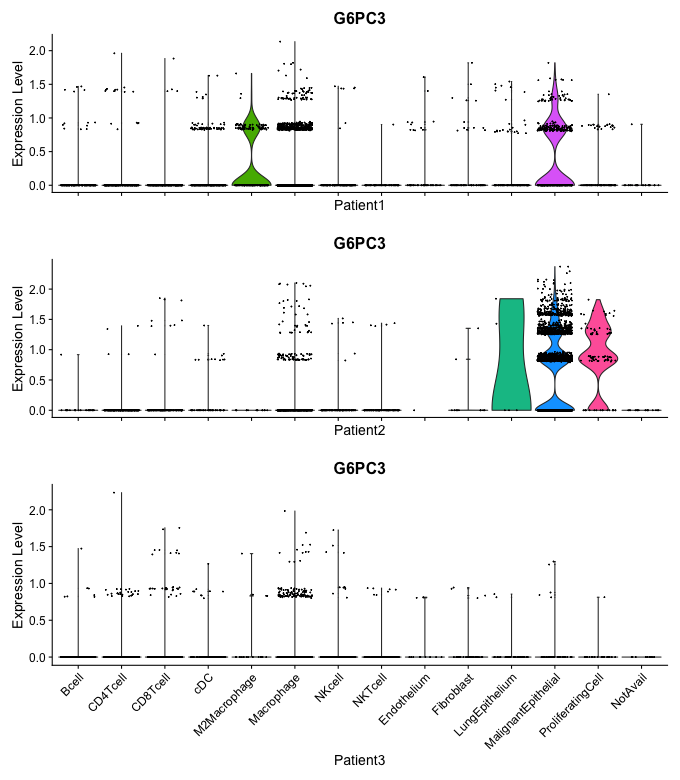 G6PC3
Expression Level
2.0
1.5
1.0
0.5
0.0
Patient1
G6PC3
Expression Level
2.0
1.5
1.0
0.5
0.0
Patient2
G6PC3
Expression Level
2.0
1.5
1.0
0.5
0.0
Bcell
CD4Tcell
CD8Tcell
cDC
M2Macrophage
Macrophage
NKcell
NKTcell
Endothelium
Fibroblast
LungEpithelium
MalignantEpithelial
ProliferatingCell
NotAvail
Patient3